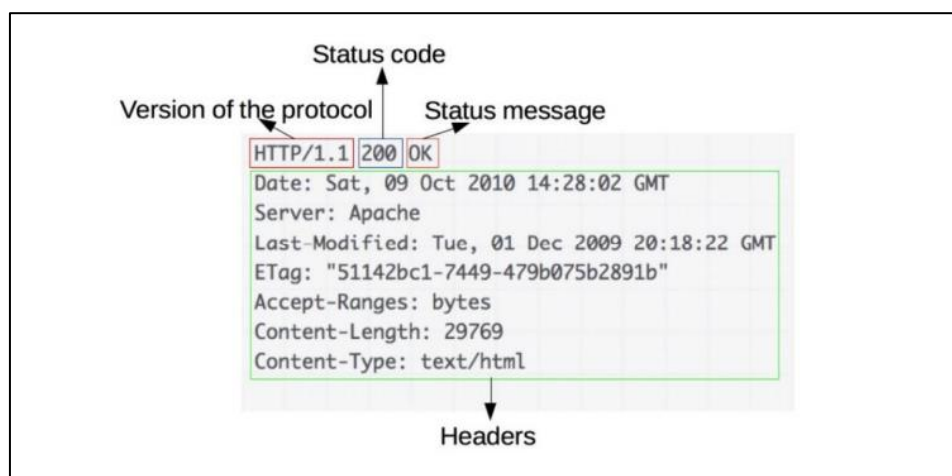 Status code
Version of the protocol Status message
HTTP/1.1 200 OK
Date: Sat, 09 Oct 2010 14:28:02 GMT
Server: Apache
Last-Modified: Tue, 01 Dec 2009 20:18:22 GMT
ETag: "51142bc1-7449-479b075b2891b"
Accept-Ranges: bytes
Content-Length: 29769
Content-Type: text/html
Headers